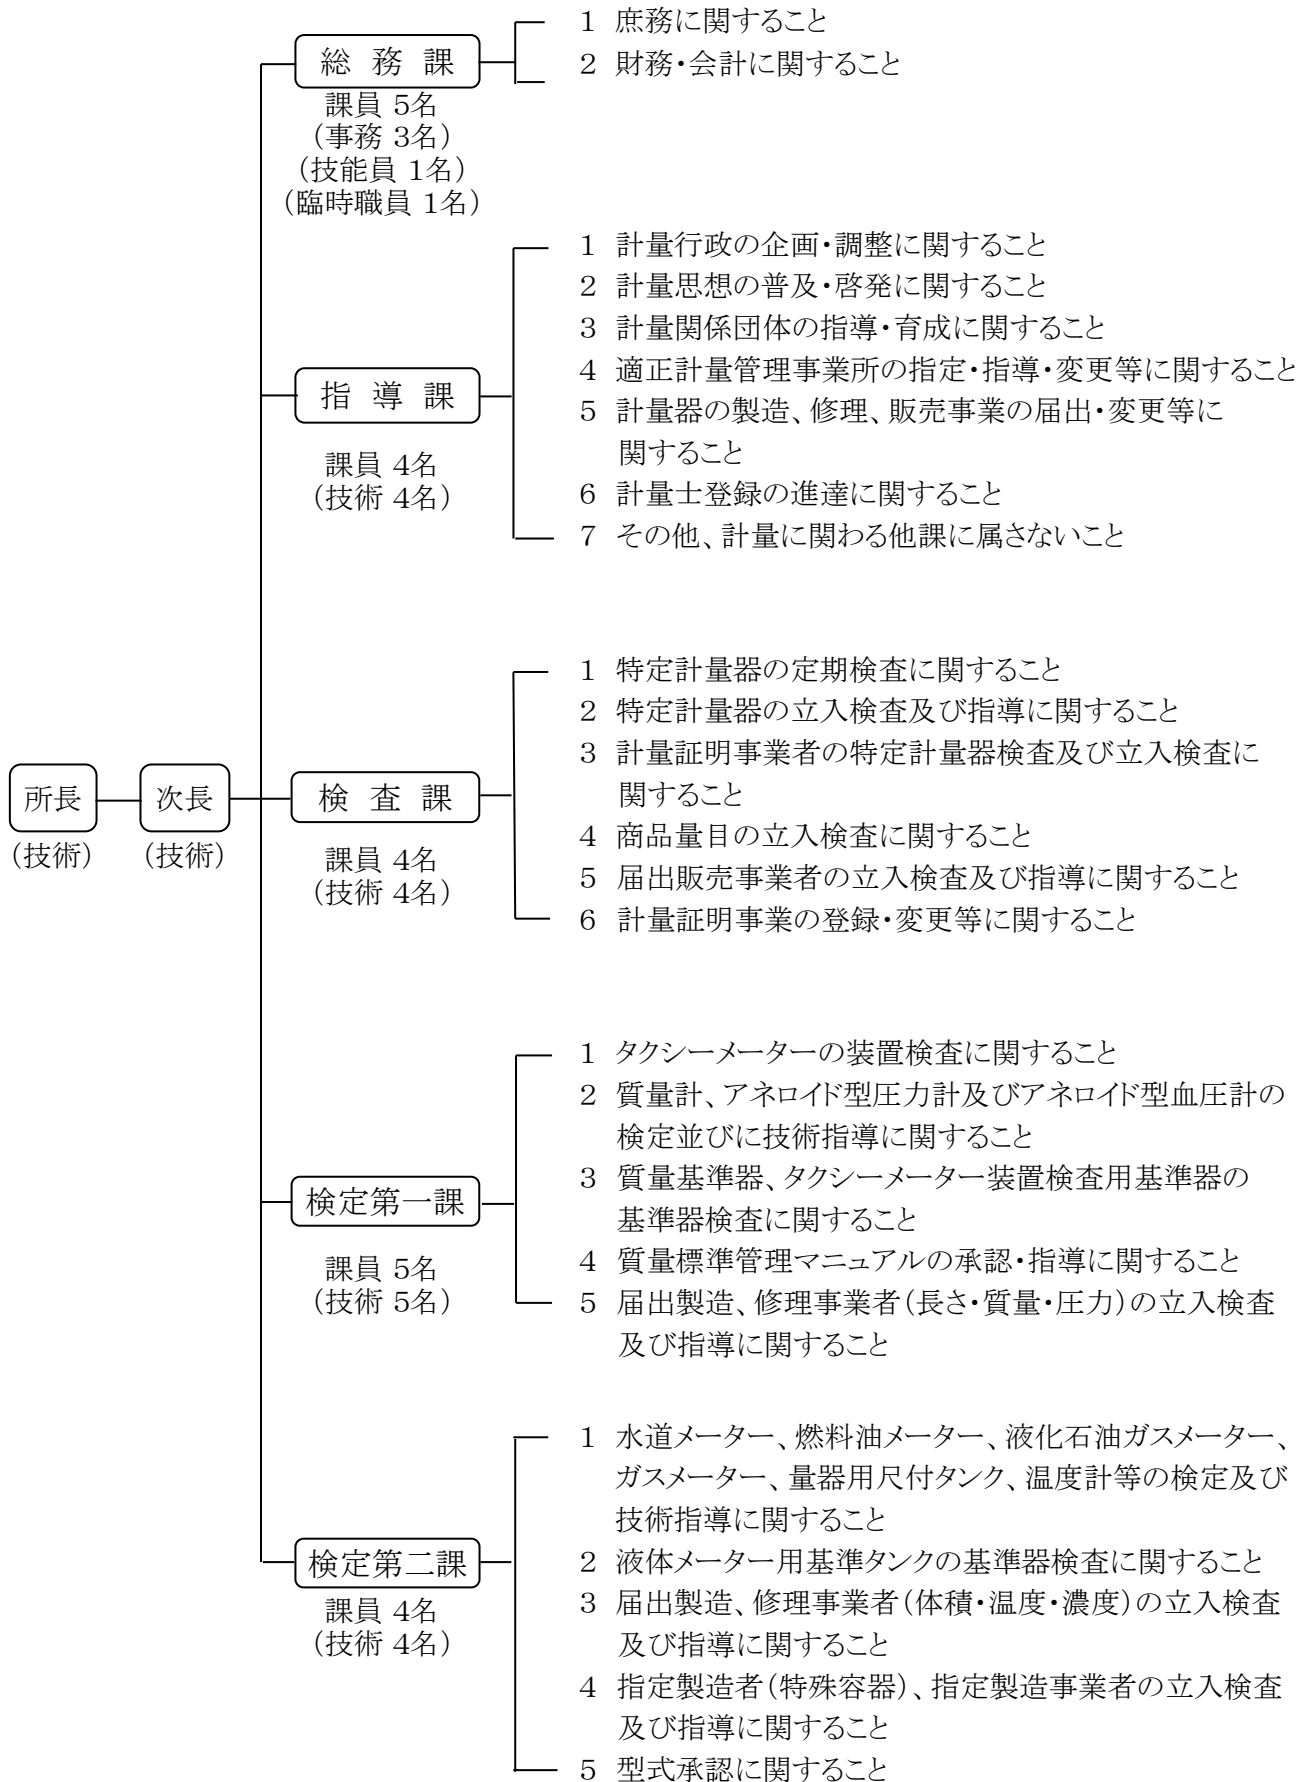 総 務 課
課員 5名
（事務 3名）
（技能員 1名）
（臨時職員 1名）
1 庶務に関すること
2 財務・会計に関すること
指 導 課
課員 4名
（技術 4名）
1 計量行政の企画・調整に関すること
2 計量思想の普及・啓発に関すること
3 計量関係団体の指導・育成に関すること
4 適正計量管理事業所の指定・指導・変更等に関すること
5 計量器の製造、修理、販売事業の届出・変更等に
関すること
6 計量士登録の進達に関すること
7 その他、計量に関わる他課に属さないこと
所長
（技術）
次長
（技術）
検 査 課
課員 4名
（技術 4名）
1 特定計量器の定期検査に関すること
2 特定計量器の立入検査及び指導に関すること
3 計量証明事業者の特定計量器検査及び立入検査に
関すること
4 商品量目の立入検査に関すること
5 届出販売事業者の立入検査及び指導に関すること
6 計量証明事業の登録・変更等に関すること
検定第一課
課員 5名
（技術 5名）
1 タクシーメーターの装置検査に関すること
2 質量計、アネロイド型圧力計及びアネロイド型血圧計の
検定並びに技術指導に関すること
3 質量基準器、タクシーメーター装置検査用基準器の
基準器検査に関すること
4 質量標準管理マニュアルの承認・指導に関すること
5 届出製造、修理事業者（長さ・質量・圧力）の立入検査
及び指導に関すること
検定第二課
課員 4名
（技術 4名）
1 水道メーター、燃料油メーター、液化石油ガスメーター、
ガスメーター、量器用尺付タンク、温度計等の検定及び
技術指導に関すること
2 液体メーター用基準タンクの基準器検査に関すること
3 届出製造、修理事業者（体積・温度・濃度）の立入検査
及び指導に関すること
4 指定製造者（特殊容器）、指定製造事業者の立入検査
及び指導に関すること
5 型式承認に関すること